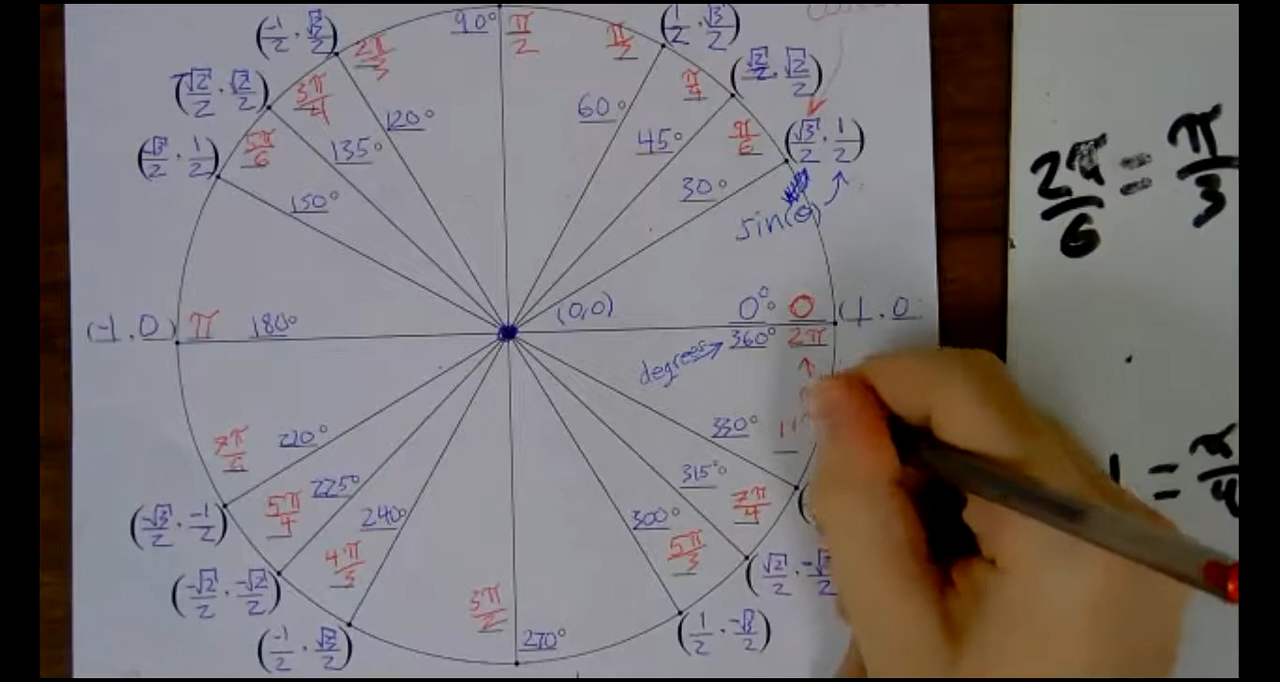 90° π/2
(-1/2 . √3/2) 2π/3 120°
π/3 60° (1/2 . √3/2)
(-√2/2 . √2/2) 3π/4 135°
π/4 45° (√2/2 . √2/2)
(-√3/2 . 1/2) 5π/6 150°
π/6 30° (√3/2 . 1/2)
sin(θ)
2π/6 = π/3
(-1 . 0) π 180°
(0,0)
0° 0 (1 . 0
degrees 360° 2π
7π/6 220°
330° 11
(-√3/2 . -1/2) 5π/4 225°
315° 7π/4
= π/4
(-√2/2 . -√2/2) 4π/3 240°
300° 5π/3
(√2/2 . -√2/2
(-1/2 . √3/2)
3π/2 270°
(1/2 . -√3/2)